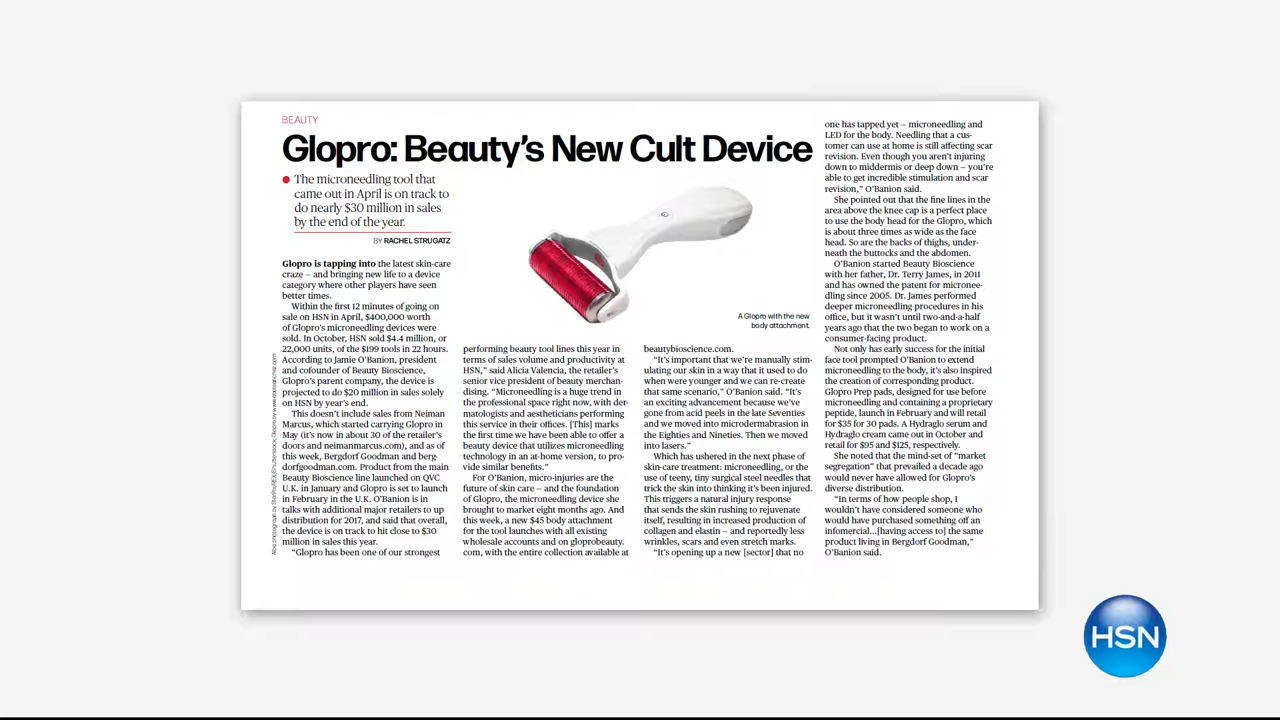 BEAUTY
Glopro: Beauty's New Cult Device
The microneedling tool that
came out in April is on track to
do nearly $30 million in sales
by the end of the year.
BY RACHEL STRUGATZ
Glopro is tapping into the latest skin-care
craze — and bringing new life to a device
category where other players have seen
better times.
Within the first 12 minutes of going on
sale on HSN in April, $400,000 worth
of Glopro's microneedling devices were
sold. In October, HSN sold $4.4 million, or
22,000 units, of the $199 tools in 22 hours.
According to Jamie O'Banion, president
and cofounder of Beauty Bioscience,
Glopro's parent company, the device is
projected to do $20 million in sales solely
on HSN by year's end.
This doesn't include sales from Neiman
Marcus, which started carrying Glopro in
May (it's now in about 30 of the retailer's
doors and neimanmarcus.com), and as of
this week, Bergdorf Goodman and berg-
dorfgoodman.com. Product from the main
Beauty Bioscience line launched on QVC
U.K. in January and Glopro is set to launch
in February in the U.K. O'Banion is in
talks with additional major retailers to up
distribution for 2017, and said that overall,
the device is on track to hit close to $30
million in sales this year.
"Glopro has been one of our strongest
performing beauty tool lines this year in
terms of sales volume and productivity at
HSN," said Alicia Valencia, the retailer's
senior vice president of beauty merchan-
dising. "Microneedling is a huge trend in
the professional space right now, with der-
matologists and aestheticians performing
this service in their offices. [This] marks
the first time we have been able to offer a
beauty device that utilizes microneedling
technology in an at-home version, to pro-
vide similar benefits."
For O'Banion, micro-injuries are the
future of skin care — and the foundation
of Glopro, the microneedling device she
brought to market eight months ago. And
this week, a new $45 body attachment
for the tool launches with all existing
wholesale accounts and on gloprobeauty.
com, with the entire collection available at
A Glopro with the new
body attachment.
beautybioscience.com.
"It's important that we're manually stim-
ulating our skin in a way that it used to do
when were younger and we can re-create
that same scenario," O'Banion said. "It's
an exciting advancement because we've
gone from acid peels in the late Seventies
and we moved into microdermabrasion in
the Eighties and Nineties. Then we moved
into lasers."
Which has ushered in the next phase of
skin-care treatment: microneedling, or the
use of teeny, tiny surgical steel needles that
trick the skin into thinking it's been injured.
This triggers a natural injury response
that sends the skin rushing to rejuvenate
itself, resulting in increased production of
collagen and elastin — and reportedly less
wrinkles, scars and even stretch marks.
"It's opening up a new [sector] that no
one has tapped yet — microneedling and
LED for the body. Needling that a cus-
tomer can use at home is still affecting scar
revision. Even though you aren't injuring
down to middermis or deep down — you're
able to get incredible stimulation and scar
revision," O'Banion said.
She pointed out that the fine lines in the
area above the knee cap is a perfect place
to use the body head for the Glopro, which
is about three times as wide as the face
head. So are the backs of thighs, under-
neath the buttocks and the abdomen.
O'Banion started Beauty Bioscience
with her father, Dr. Terry James, in 2011
and has owned the patent for micronee-
dling since 2005. Dr. James performed
deeper microneedling procedures in his
office, but it wasn't until two-and-a-half
years ago that the two began to work on a
consumer-facing product.
Not only has early success for the initial
face tool prompted O'Banion to extend
microneedling to the body, it's also inspired
the creation of corresponding product.
Glopro Prep pads, designed for use before
microneedling and containing a proprietary
peptide, launch in February and will retail
for $35 for 30 pads. A Hydraglo serum and
Hydraglo cream came out in October and
retail for $95 and $125, respectively.
She noted that the mind-set of "market
segregation" that prevailed a decade ago
would never have allowed for Glopro's
diverse distribution.
"In terms of how people shop, I
wouldn't have considered someone who
would have purchased something off an
infomercial...[having access to] the same
product living in Bergdorf Goodman,"
O'Banion said.
HSN